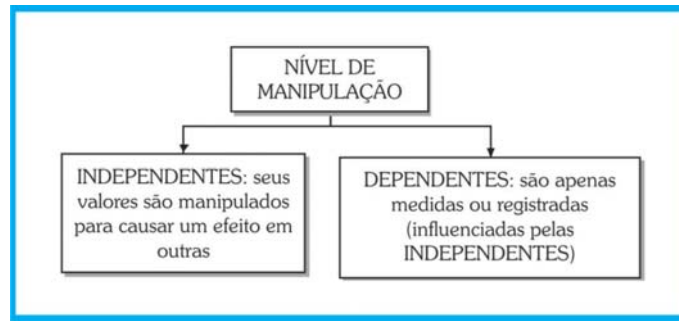 NÍVEL DE
MANIPULAÇÃO
INDEPENDENTES: seus
valores são manipulados
para causar um efeito em
outras
DEPENDENTES: são apenas
medidas ou registradas
(influenciadas pelas
INDEPENDENTES)